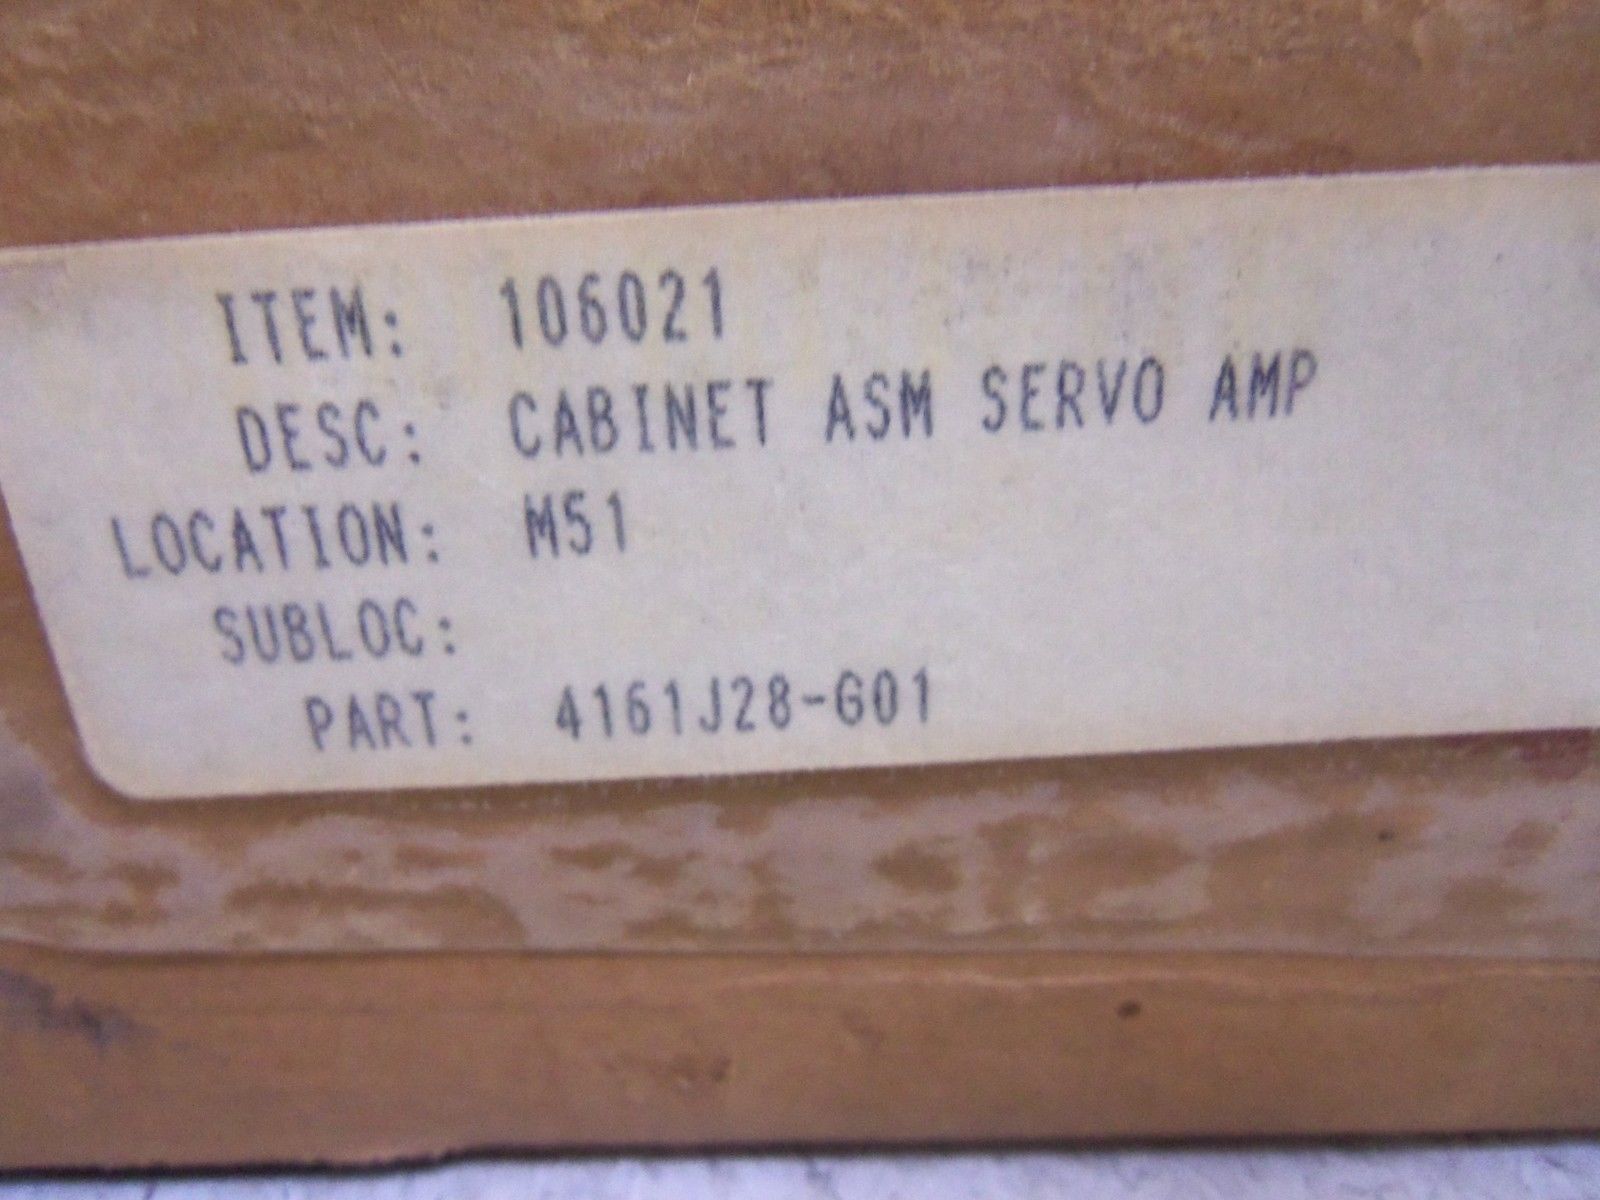 ITEM: 106021
DESC: CABINET ASM SERVO AMP
LOCATION: M51
SUBLOC:
PART: 4161J28-G01